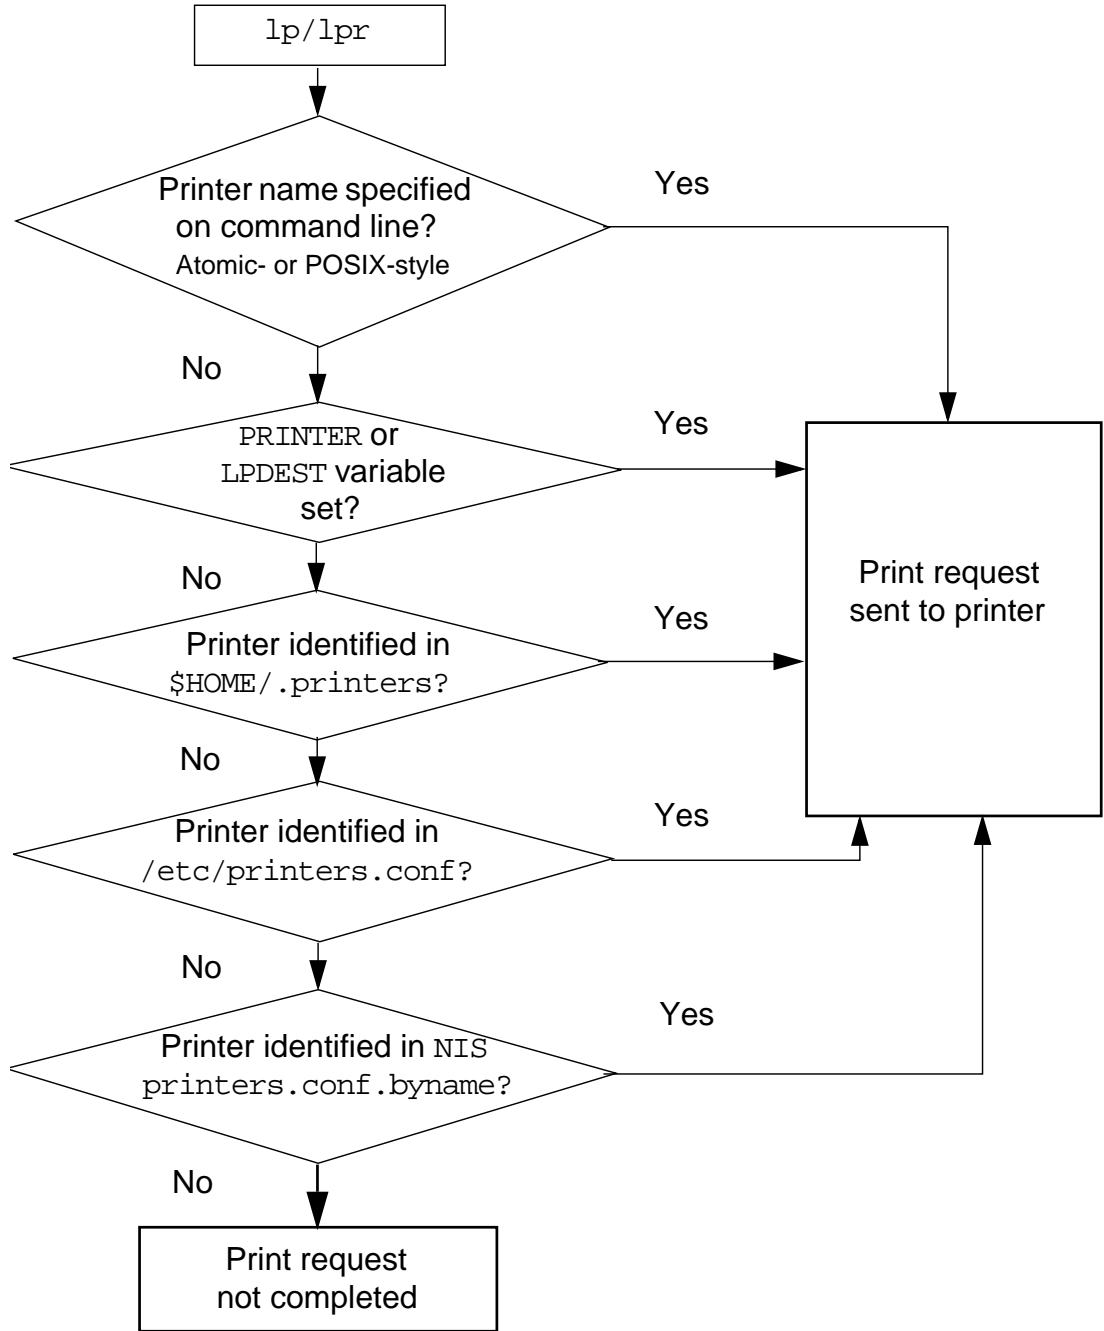 lp/lpr
Printer name specified
on command line?
Atomic- or POSIX-style
Yes
No
PRINTER or
LPDEST variable
set?
Yes
No
Printer identified in
$HOME/.printers?
Yes
Print request
sent to printer
No
Printer identified in
/etc/printers.conf?
Yes
No
Printer identified in NIS
printers.conf.byname?
Yes
No
Print request
not completed